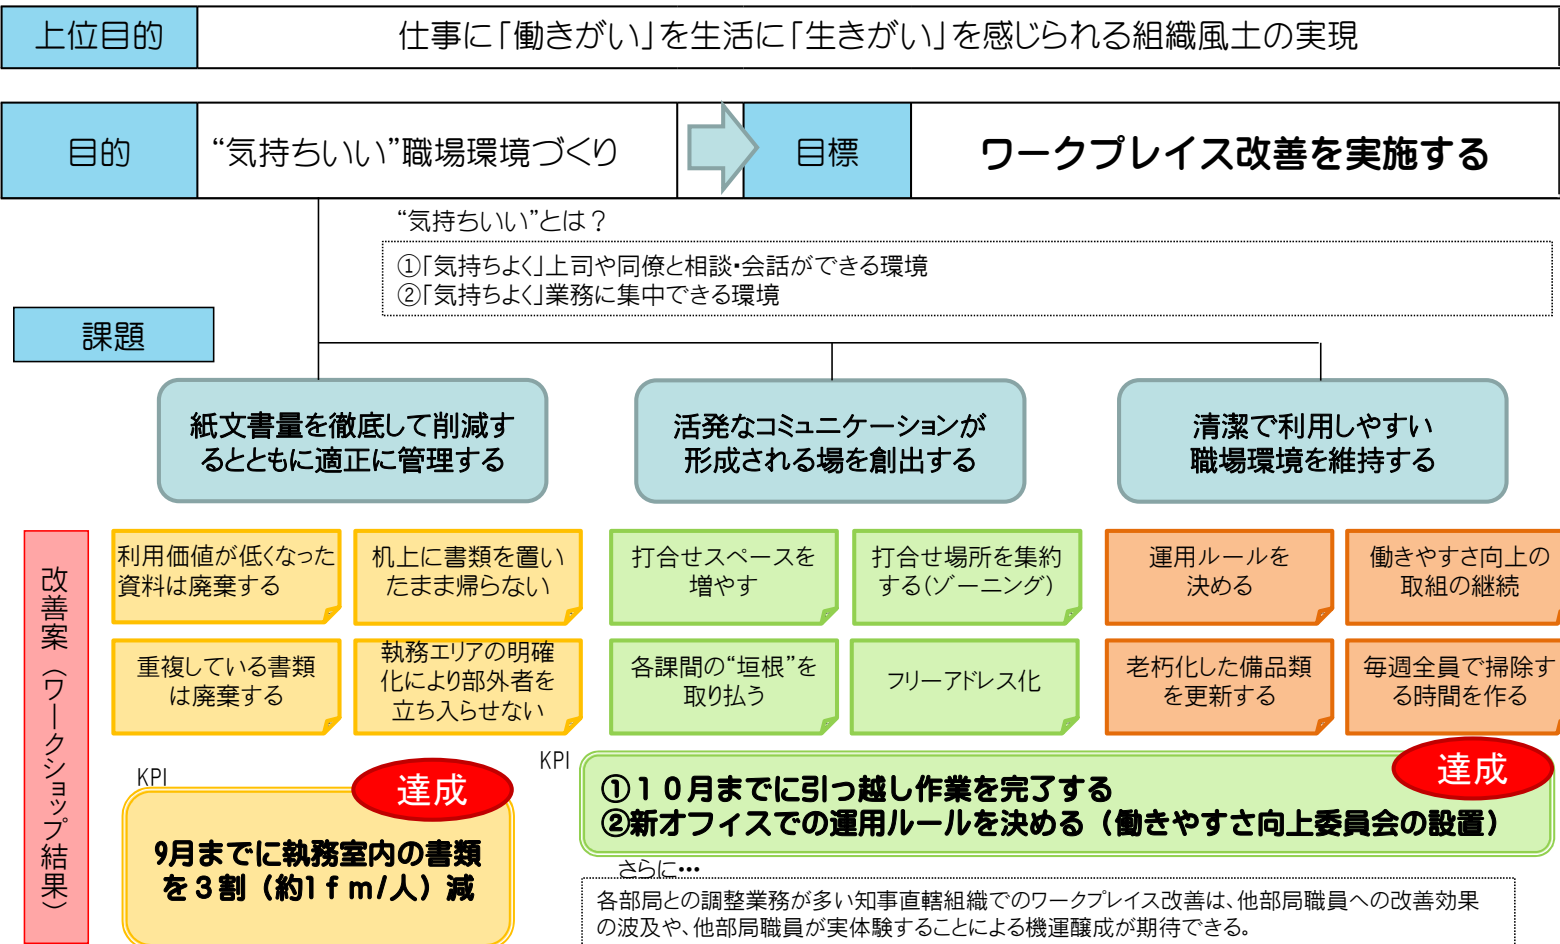 上位目的
仕事に「働きがい」を生活に「生きがい」を感じられる組織風土の実現
目的
“気持ちいい”職場環境づくり
目標
ワークプレイス改善を実施する
“気持ちいい”とは？
①「気持ちよく」上司や同僚と相談・会話ができる環境
②「気持ちよく」業務に集中できる環境
課題
紙文書量を徹底して削減す
るとともに適正に管理する
活発なコミュニケーションが
形成される場を創出する
清潔で利用しやすい
職場環境を維持する
改善案（ワークショップ結果）
利用価値が低くなった
資料は廃棄する
机上に書類を置い
たまま帰らない
重複している書類
は廃棄する
執務エリアの明確
化により部外者を
立ち入らせない
打合せスペースを
増やす
打合せ場所を集約
する(ゾーニング)
各課間の“垣根”を
取り払う
フリーアドレス化
運用ルールを
決める
働きやすさ向上の
取組の継続
老朽化した備品類
を更新する
毎週全員で掃除す
る時間を作る
KPI
達成
9月までに執務室内の書類
を３割（約1ｆｍ/人）減
KPI
達成
①１０月までに引っ越し作業を完了する
②新オフィスでの運用ルールを決める（働きやすさ向上委員会の設置）
さらに…
各部局との調整業務が多い知事直轄組織でのワークプレイス改善は、他部局職員への改善効果
の波及や、他部局職員が実体験することによる機運醸成が期待できる。